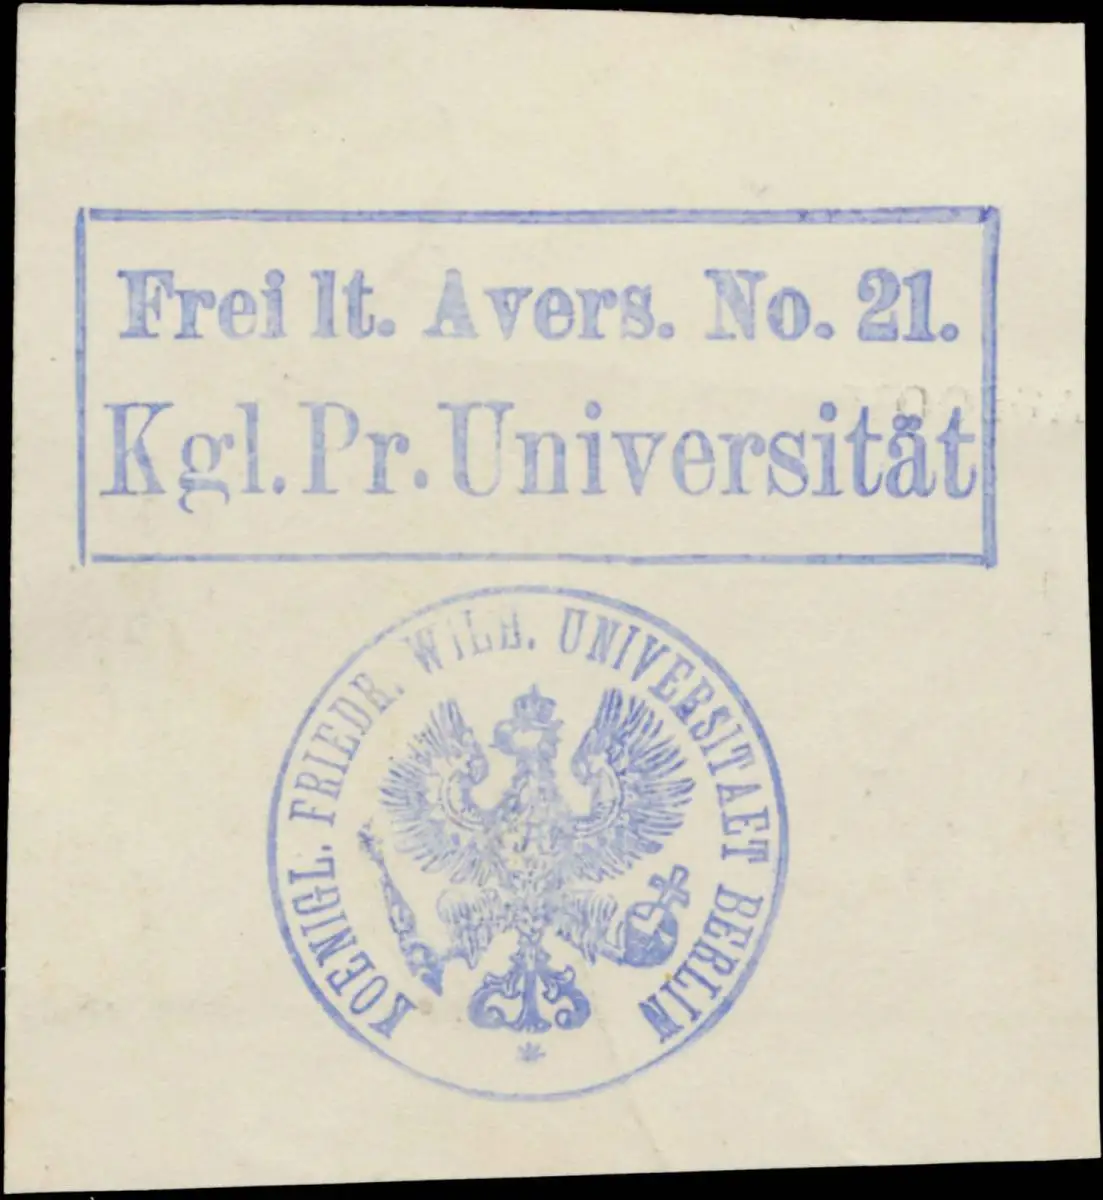 Frei lt. Avers. No. 21.
Kgl. Pr. Universität
KOENIGL. FRIEDR. WILH. UNIVERSITAET BERLIN